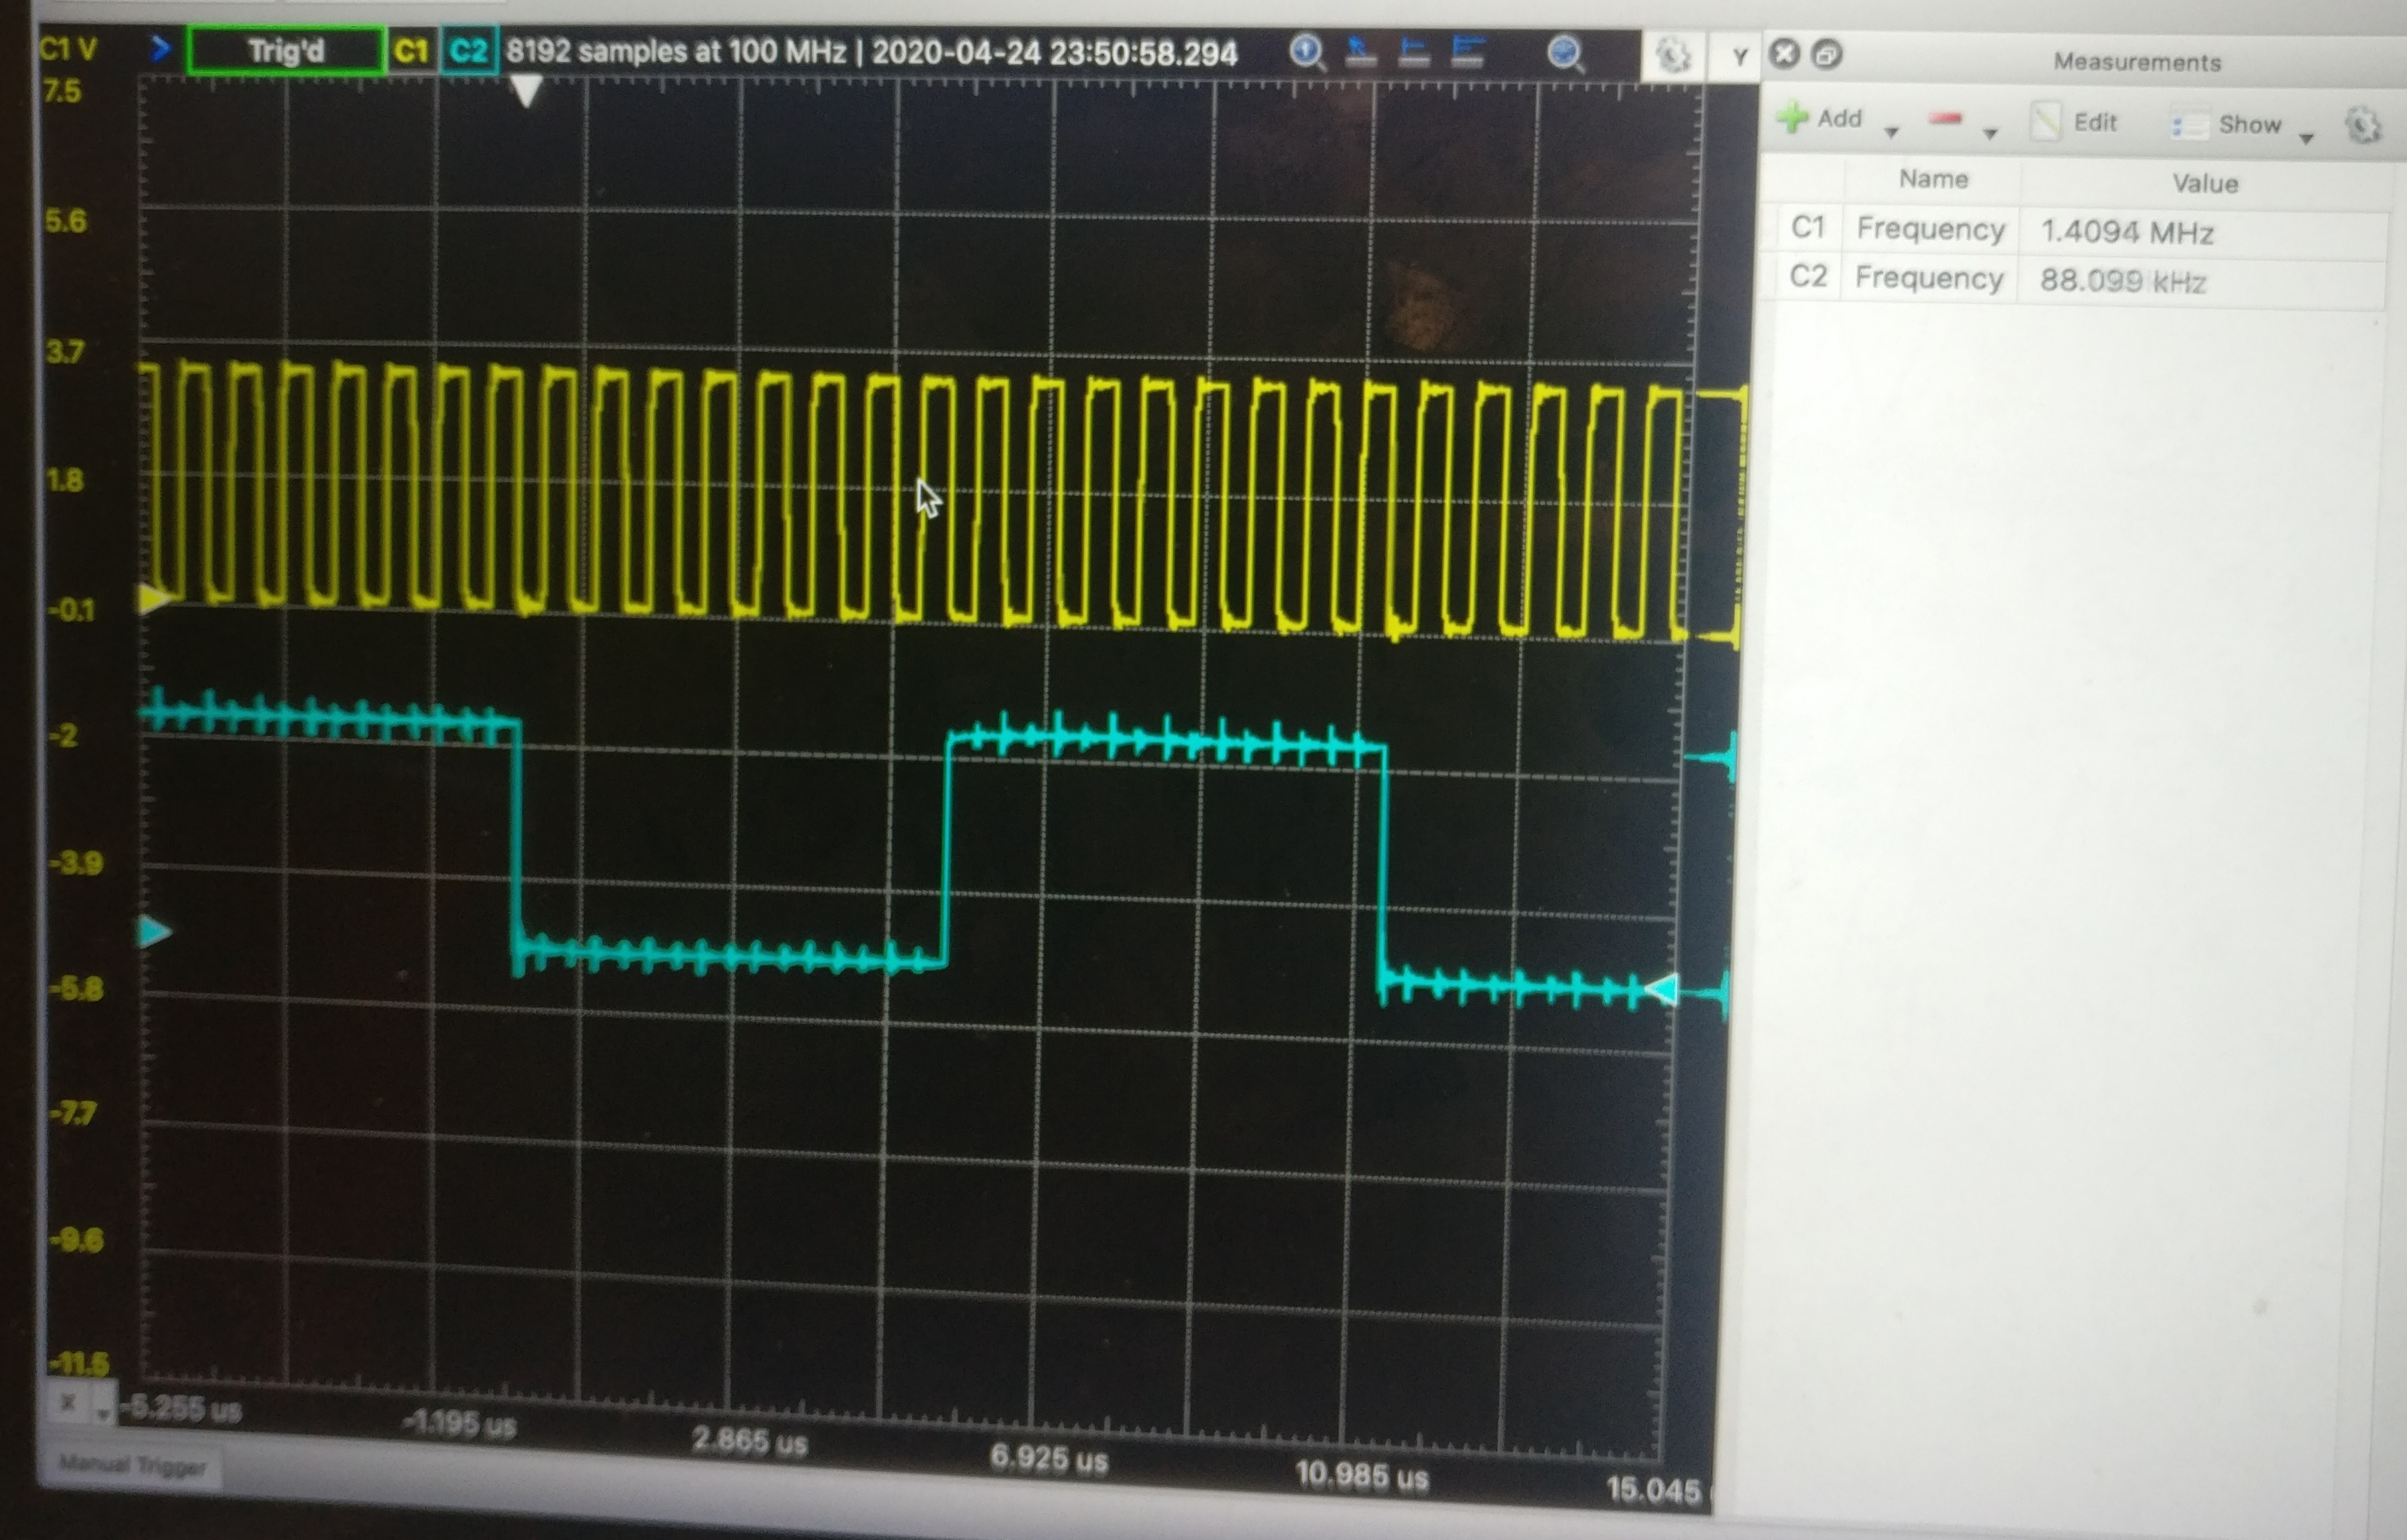 C1 V Trig'd C1 C2 8192 samples at 100 MHz | 2020-04-24 23:50:58.294 Y
7.5
5.6
3.7
1.8
-0.1
-2
-3.9
-5.8
-7.7
-9.6
-11.5
X -5.255 us -1.195 us 2.865 us 6.925 us 10.985 us 15.045
Manual Trigger
Measurements
Add Edit Show
Name Value
C1 Frequency 1.4094 MHz
C2 Frequency 88.099 kHz